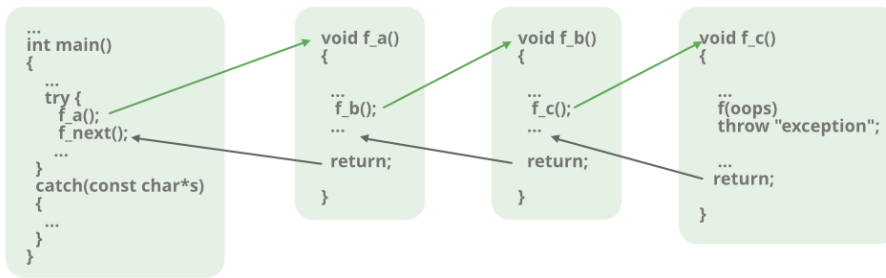 ...
int main()
{
...
try {
f_a();
f_next();
...
}
catch(const char*s)
{
...
}
}
void f_a()
{
...
f_b();
...
return;
}
void f_b()
{
...
f_c();
...
return;
}
void f_c()
{
...
f(oops)
throw "exception";
...
return;
}